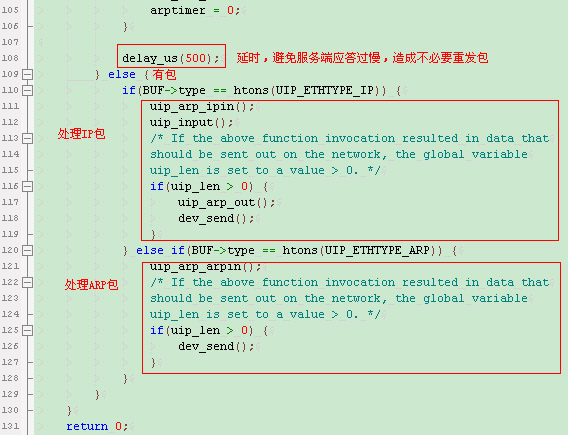 105 arptimer = 0;
106 }
107
108 delay_us(500); 延时，避免服务端应答过慢，造成不必要重发包
109 } else { 有包
110 if(BUF->type == htons(UIP_ETHTYPE_IP)) {
111 uip_arp_ipin();
112 处理IP包 uip_input();
113 /* If the above function invocation resulted in data that
114 should be sent out on the network, the global variable
115 uip_len is set to a value > 0. */
116 if(uip_len > 0) {
117 uip_arp_out();
118 dev_send();
119 }
120 } else if(BUF->type == htons(UIP_ETHTYPE_ARP)) {
121 uip_arp_arpin();
122 处理ARP包 /* If the above function invocation resulted in data that
123 should be sent out on the network, the global variable
124 uip_len is set to a value > 0. */
125 if(uip_len > 0) {
126 dev_send();
127 }
128 }
129 }
130 }
131 return 0;